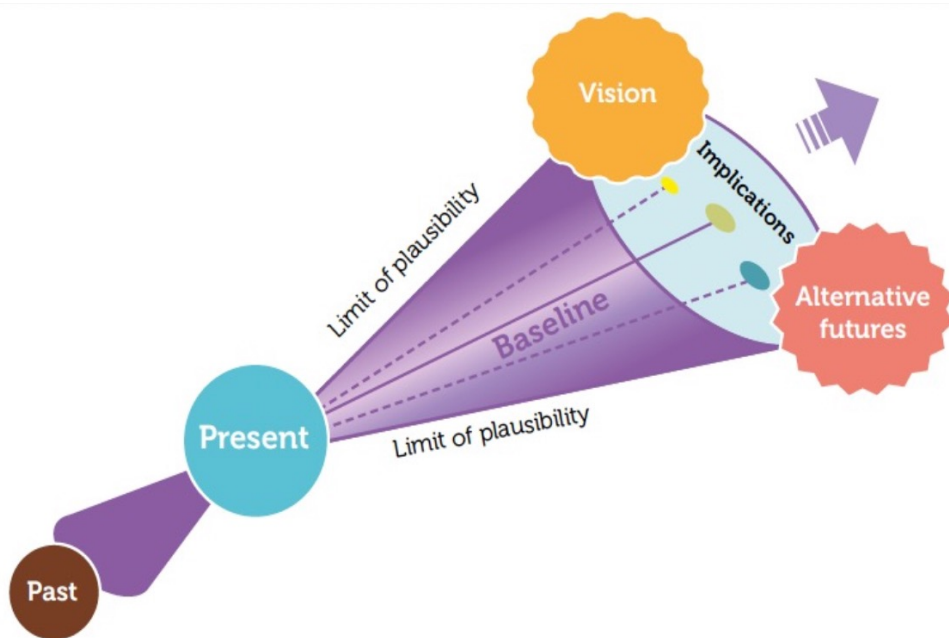 Vision
Implications
Limit of plausibility
Alternative
futures
Baseline
Present
Limit of plausibility
Past